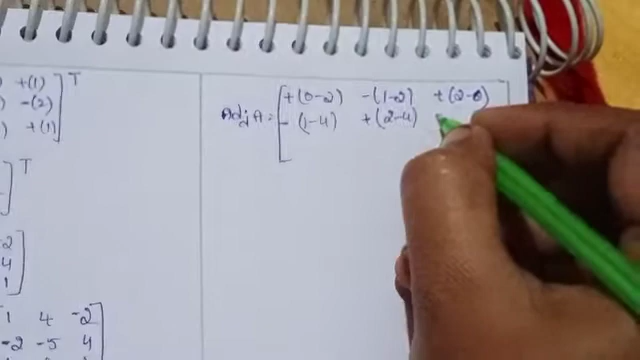 ) +(1) ] T
) -(2)
) +(1)
] T
-2
4
1
1 4 -2
-2 -5 4
Adj A = [ +(0-2) -(1-2) +(2-0)
-(1-4) +(2-4)